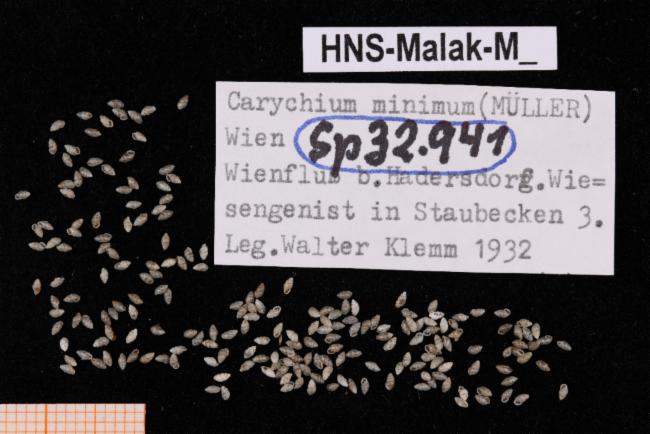 HNS-Malak-M_
Carychium minimum(MÜLLER)
Wien Sp32.941
Wienfluß b.Hadersdorf.Wie=
sengenist in Staubecken 3.
Leg.Walter Klemm 1932